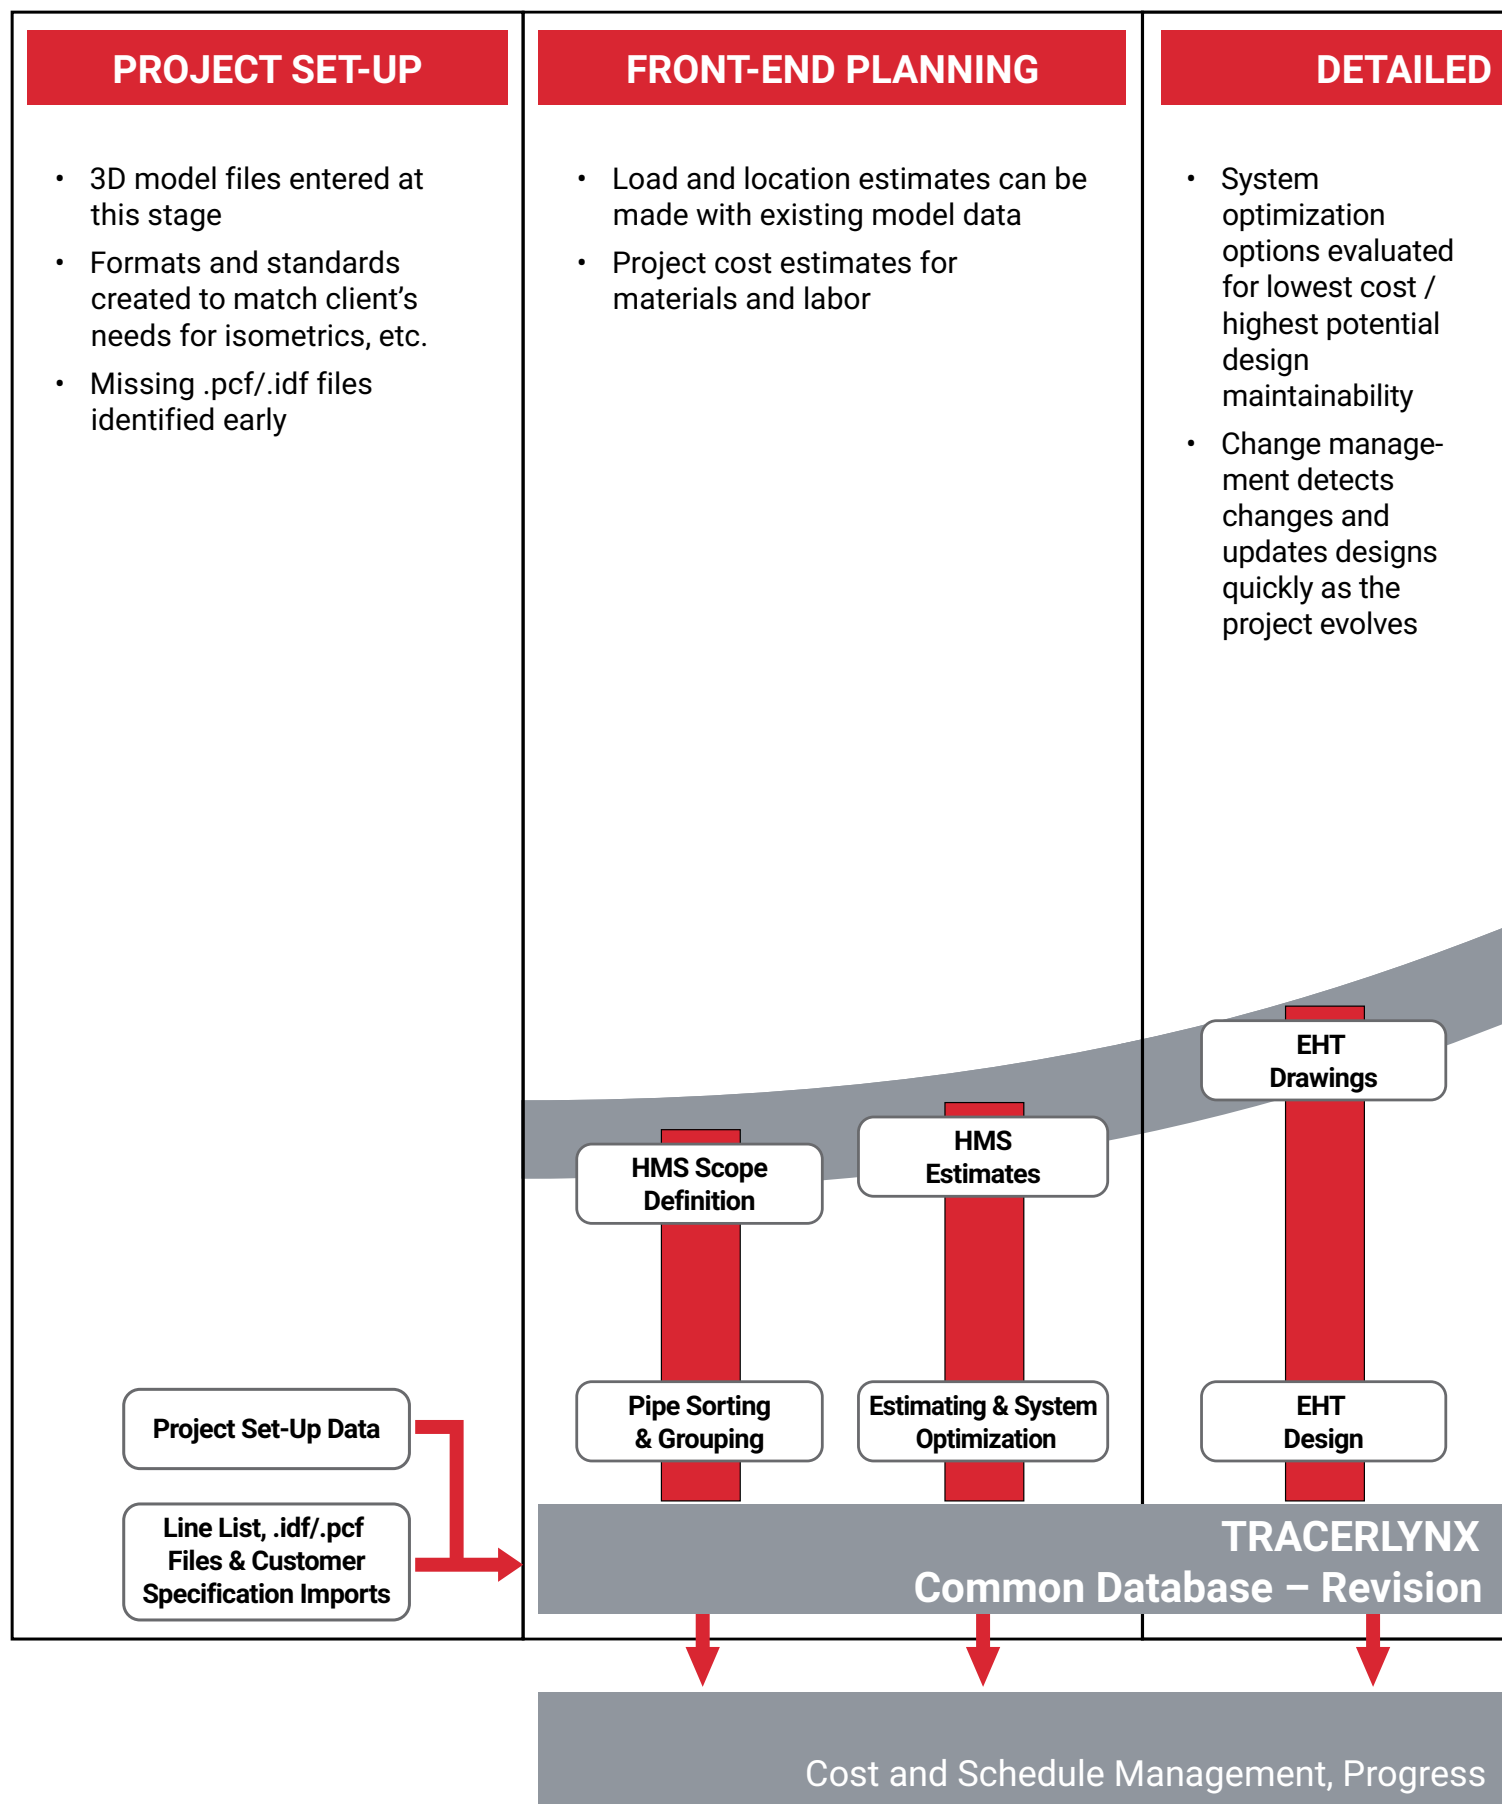 PROJECT SET-UP
• 3D model files entered at
this stage
• Formats and standards
created to match client’s
needs for isometrics, etc.
• Missing .pcf/.idf files
identified early
Project Set-Up Data
Line List, .idf/.pcf
Files & Customer
Specification Imports
FRONT-END PLANNING
• Load and location estimates can be
made with existing model data
• Project cost estimates for
materials and labor
HMS Scope
Definition
HMS
Estimates
Pipe Sorting
& Grouping
Estimating & System
Optimization
DETAILED
• System
optimization
options evaluated
for lowest cost /
highest potential
design
maintainability
• Change manage-
ment detects
changes and
updates designs
quickly as the
project evolves
EHT
Drawings
EHT
Design
TRACERLYNX
Common Database – Revision
Cost and Schedule Management, Progress